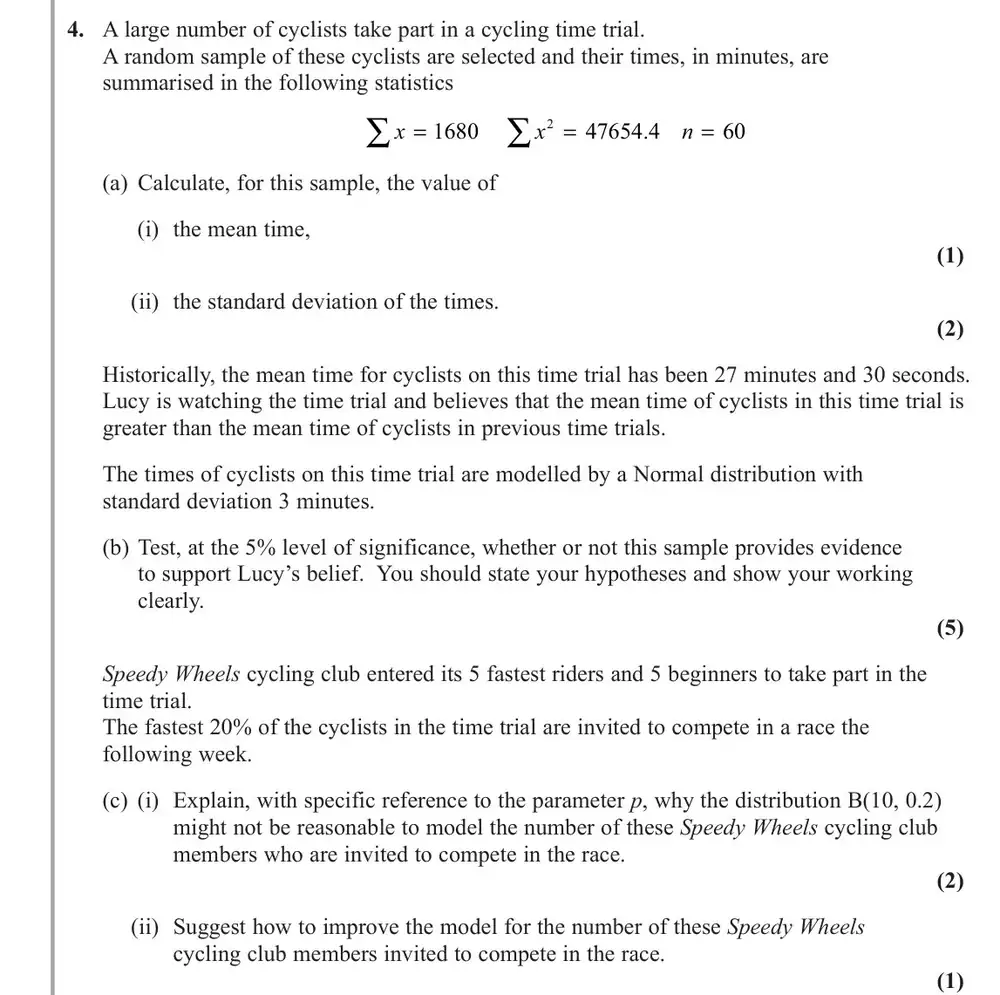 4. A large number of cyclists take part in a cycling time trial.
A random sample of these cyclists are selected and their times, in minutes, are
summarised in the following statistics
∑x = 1680 ∑x² = 47654.4 n = 60
(a) Calculate, for this sample, the value of
(i) the mean time,
(1)
(ii) the standard deviation of the times.
(2)
Historically, the mean time for cyclists on this time trial has been 27 minutes and 30 seconds.
Lucy is watching the time trial and believes that the mean time of cyclists in this time trial is
greater than the mean time of cyclists in previous time trials.
The times of cyclists on this time trial are modelled by a Normal distribution with
standard deviation 3 minutes.
(b) Test, at the 5% level of significance, whether or not this sample provides evidence
to support Lucy’s belief. You should state your hypotheses and show your working
clearly.
(5)
Speedy Wheels cycling club entered its 5 fastest riders and 5 beginners to take part in the
time trial.
The fastest 20% of the cyclists in the time trial are invited to compete in a race the
following week.
(c) (i) Explain, with specific reference to the parameter p, why the distribution B(10, 0.2)
might not be reasonable to model the number of these Speedy Wheels cycling club
members who are invited to compete in the race.
(2)
(ii) Suggest how to improve the model for the number of these Speedy Wheels
cycling club members invited to compete in the race.
(1)